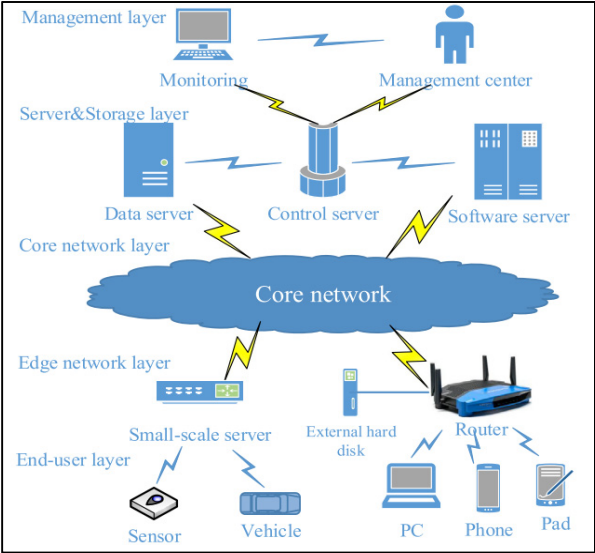 Management layer
Monitoring
Management center
Server&Storage layer
Data server
Control server
Software server
Core network layer
Core network
Edge network layer
Small-scale server
External hard
disk
Router
End-user layer
Sensor
Vehicle
PC
Phone
Pad